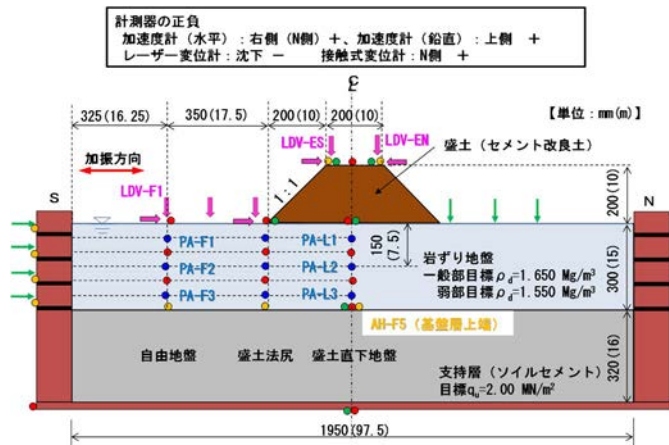 計測器の正負
加速度計(水平):右側(N側)+、加速度計(鉛直):上側 +
レーザー変位計:沈下 ー 接触式変位計:N側 +
℄
325(16.25) 350(17.5) 200(10) 200(10)
【単位:mm(m)】
LDV-ES LDV-EN
加振方向
盛土(セメント改良土)
S LDV-F1 1:1 200(10) N
PA-F1 PA-L1 150(7.5)
岩ずり地盤
PA-F2 PA-L2 一般部目標ρd=1.650 Mg/m³ 300(15)
PA-F3 PA-L3 弱部目標 ρd=1.550 Mg/m³
AH-F5(基盤層上端)
自由地盤 盛土法尻 盛土直下地盤
支持層(ソイルセメント) 320(16)
目標qu=2.00 MN/m²
1950(97.5)